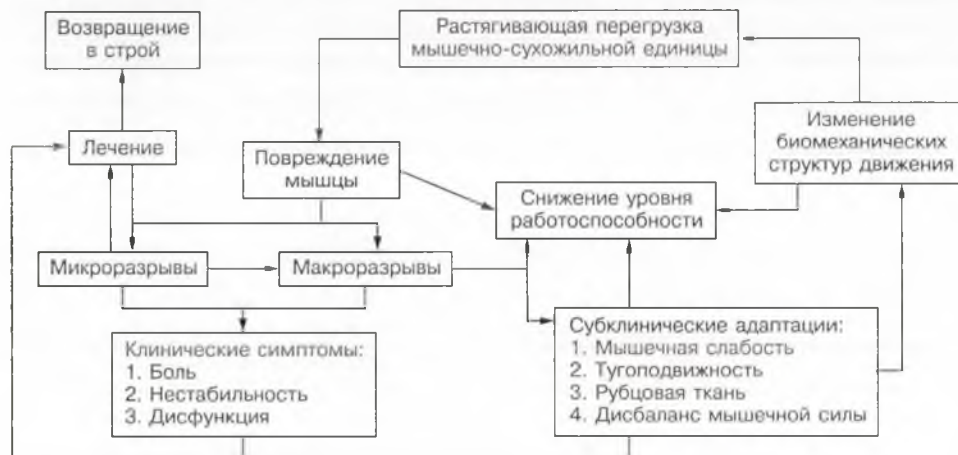 Возвращение
в строй
Растягивающая перегрузка
мышечно-сухожильной единицы
Лечение
Повреждение
мышцы
Изменение
биомеханических
структур движения
Снижение уровня
работоспособности
Микроразрывы
Макроразрывы
Клинические симптомы:
1. Боль
2. Нестабильность
3. Дисфункция
Субклинические адаптации:
1. Мышечная слабость
2. Тугоподвижность
3. Рубцовая ткань
4. Дисбаланс мышечной силы